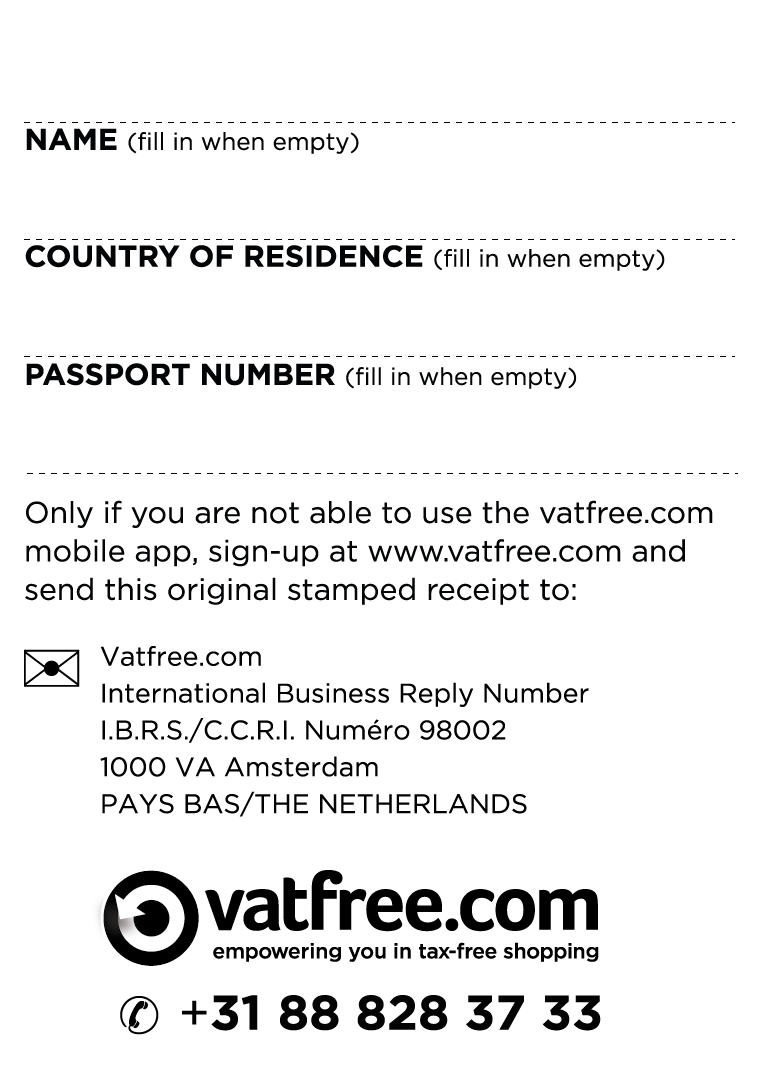 NAME (fill in when empty)
COUNTRY OF RESIDENCE (fill in when empty)
PASSPORT NUMBER (fill in when empty)
Only if you are not able to use the vatfree.com
mobile app, sign-up at www.vatfree.com and
send this original stamped receipt to:
Vatfree.com
International Business Reply Number
I.B.R.S./C.C.R.I. Numéro 98002
1000 VA Amsterdam
PAYS BAS/THE NETHERLANDS
vatfree.com
empowering you in tax-free shopping
+31 88 828 37 33